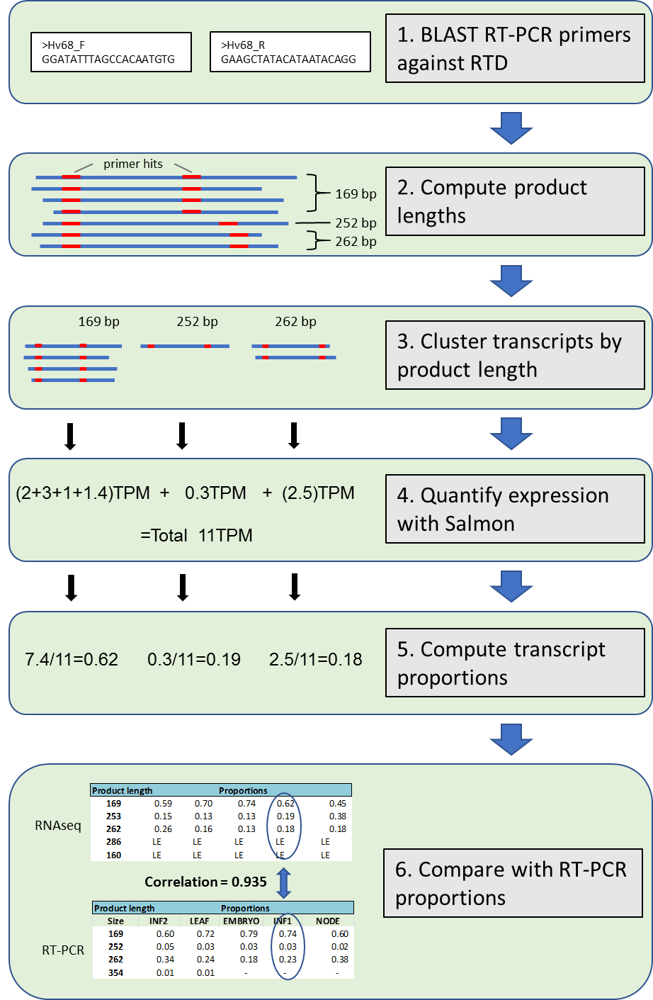 >Hv68_F
GGATATTTAGCCACAATGTG
>Hv68_R
GAAGCTATACATAATACAGG
1. BLAST RT-PCR primers
against RTD
primer hits
169 bp
252 bp
262 bp
2. Compute product
lengths
169 bp 252 bp 262 bp
3. Cluster transcripts by
product length
(2+3+1+1.4)TPM + 0.3TPM + (2.5)TPM
=Total 11TPM
4. Quantify expression
with Salmon
7.4/11=0.62 0.3/11=0.19 2.5/11=0.18
5. Compute transcript
proportions
RNAseq
Product length Proportions
169 0.59 0.70 0.74 0.62 0.45
253 0.15 0.13 0.13 0.19 0.38
262 0.26 0.16 0.13 0.18 0.18
286 LE LE LE LE LE
160 LE LE LE LE LE
Correlation = 0.935
RT-PCR
Product length Proportions
Size INF2 LEAF EMBRYO INF1 NODE
169 0.60 0.72 0.79 0.74 0.60
252 0.05 0.03 0.03 0.03 0.02
262 0.34 0.24 0.18 0.23 0.38
354 0.01 0.01 - - -
6. Compare with RT-PCR
proportions